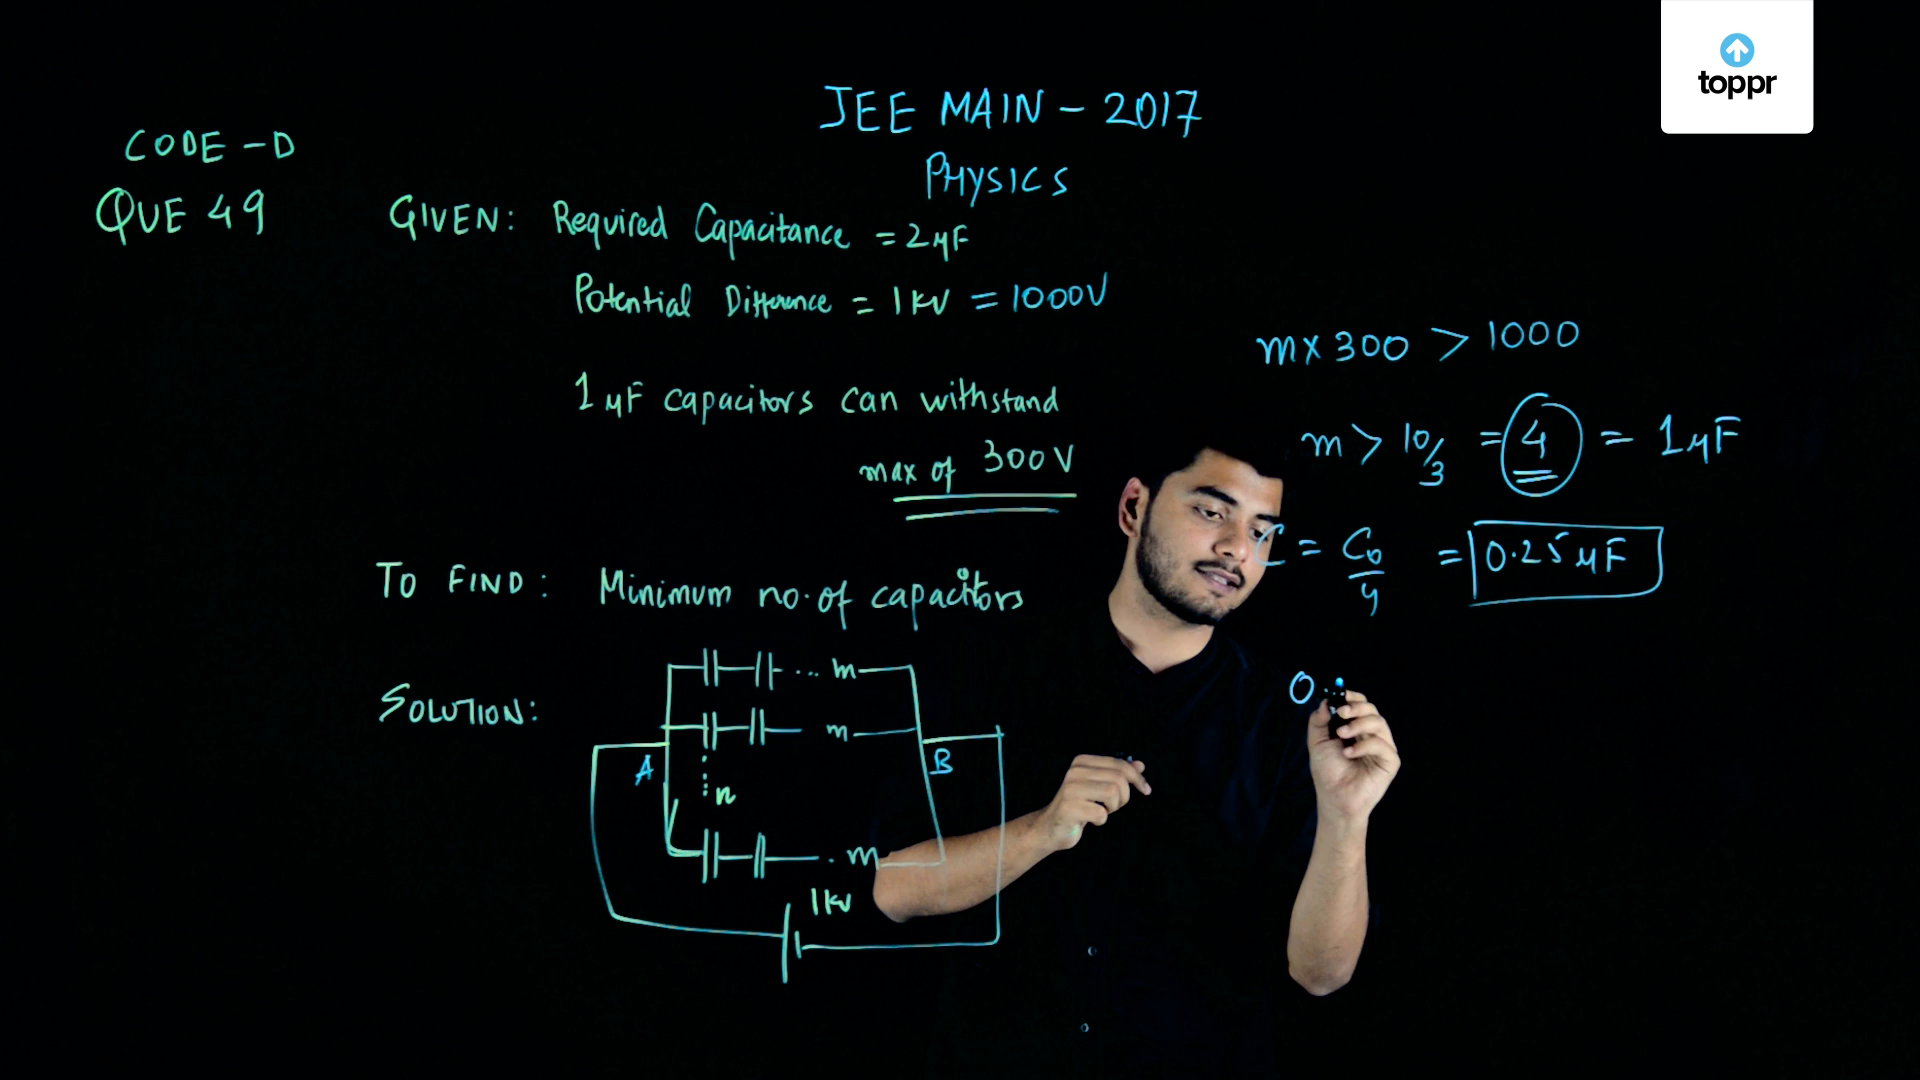 toppr
JEE MAIN - 2017
PHYSICS
CODE - D
QUE 49
GIVEN: Required Capacitance = 2μF
Potential Difference = 1kV = 1000V
1μF capacitors can withstand
max of 300V
TO FIND: Minimum no. of capacitors
SOLUTION:
... m
m
A
B
n
. m
1kV
m x 300 > 1000
m > 10/3 = 4 = 1μF
C = C₀/4 = 0.25μF
0.